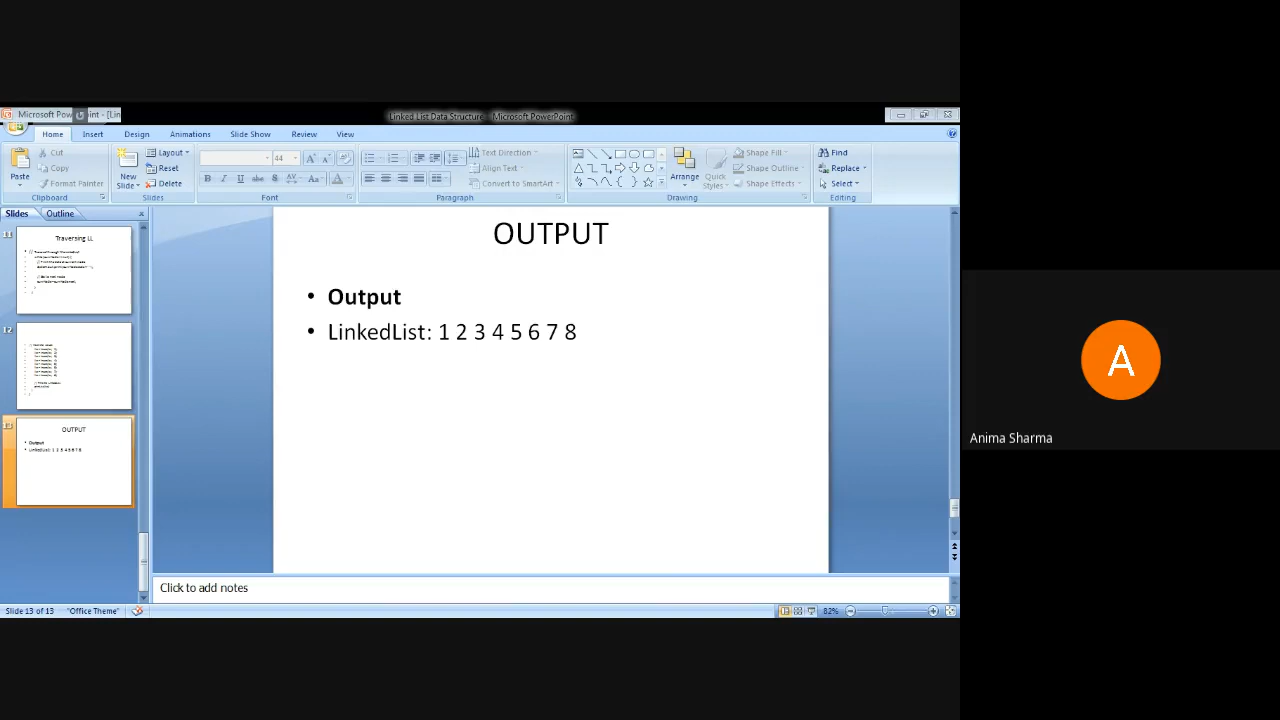 Microsoft Pow
int - [Lin
Linked List Data Structure - Microsoft PowerPoint
Home Insert Design Animations Slide Show Review View
Paste
Cut
Copy
Format Painter
Clipboard
New Slide
Layout
Reset
Delete
Slides
44
Font
Text Direction
Align Text
Convert to SmartArt
Paragraph
Arrange
Quick Styles
Shape Fill
Shape Outline
Shape Effects
Drawing
Find
Replace
Select
Editing
Slides Outline
11
Traversing LL
12
13
OUTPUT
Output
LinkedList: 1 2 3 4 5 6 7 8
OUTPUT
• Output
• LinkedList: 1 2 3 4 5 6 7 8
Click to add notes
Slide 13 of 13 "Office Theme" 82%
A
Anima Sharma